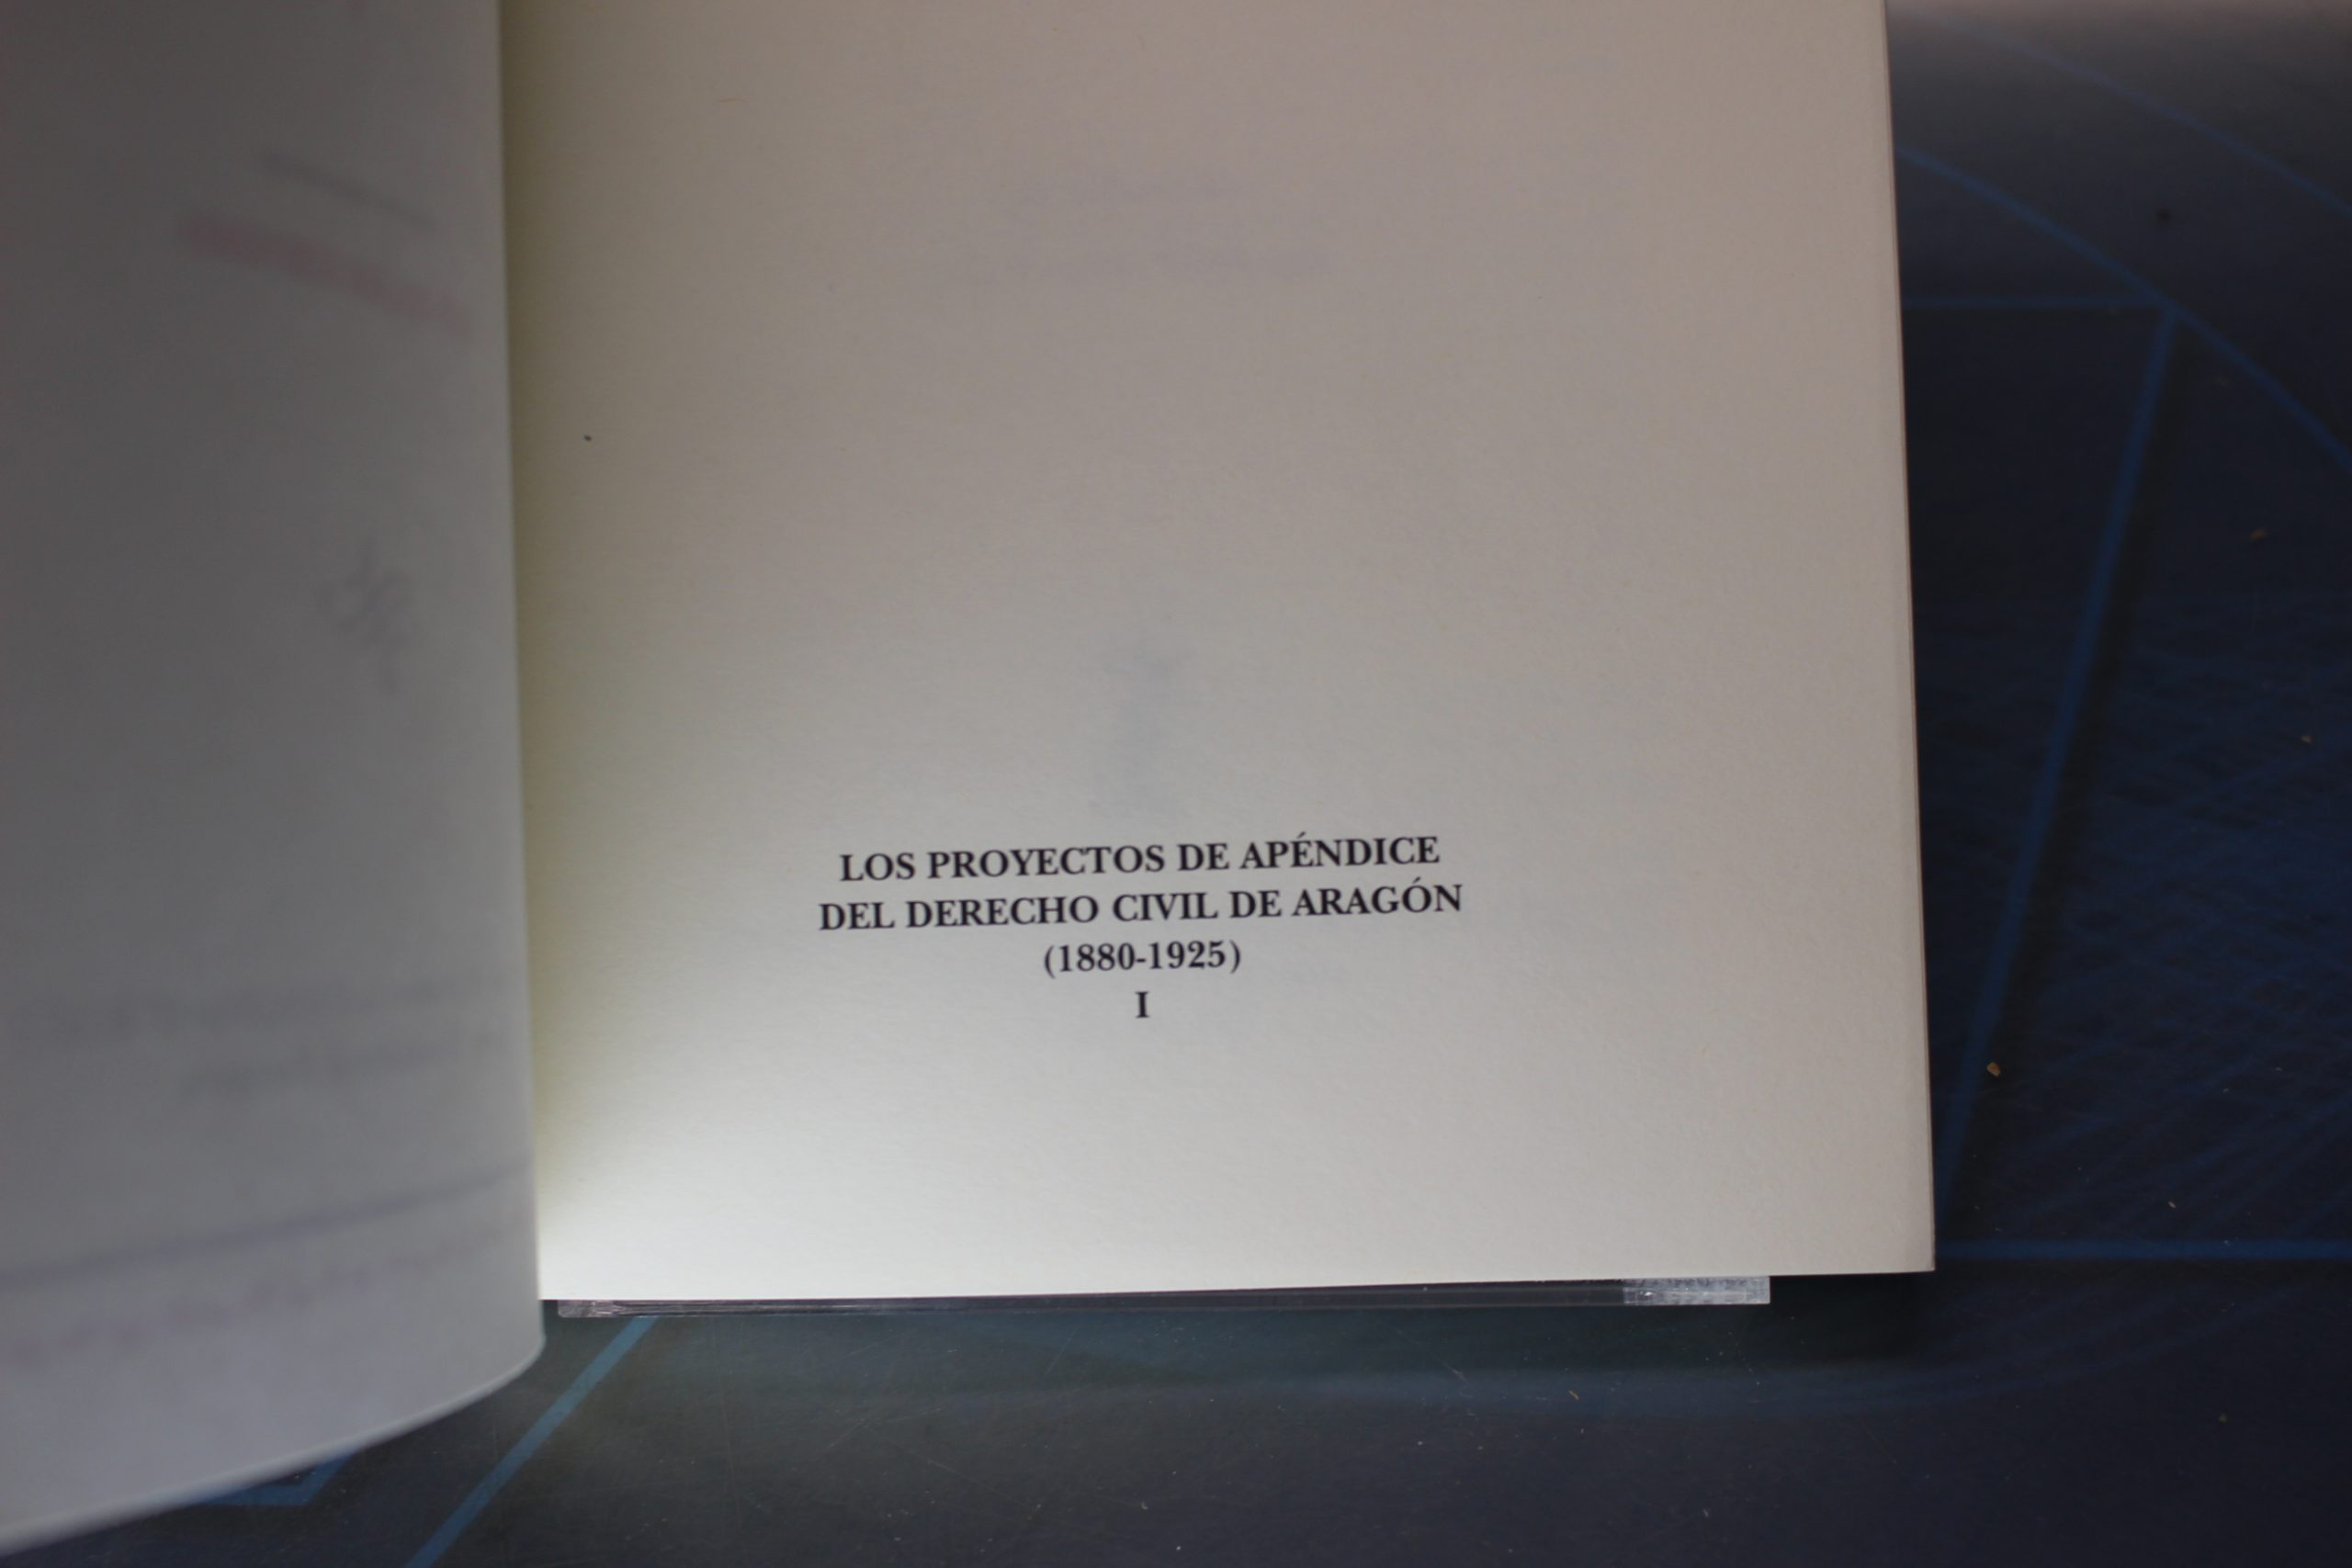 LOS PROYECTOS DE APÉNDICE
DEL DERECHO CIVIL DE ARAGÓN
(1880-1925)
I